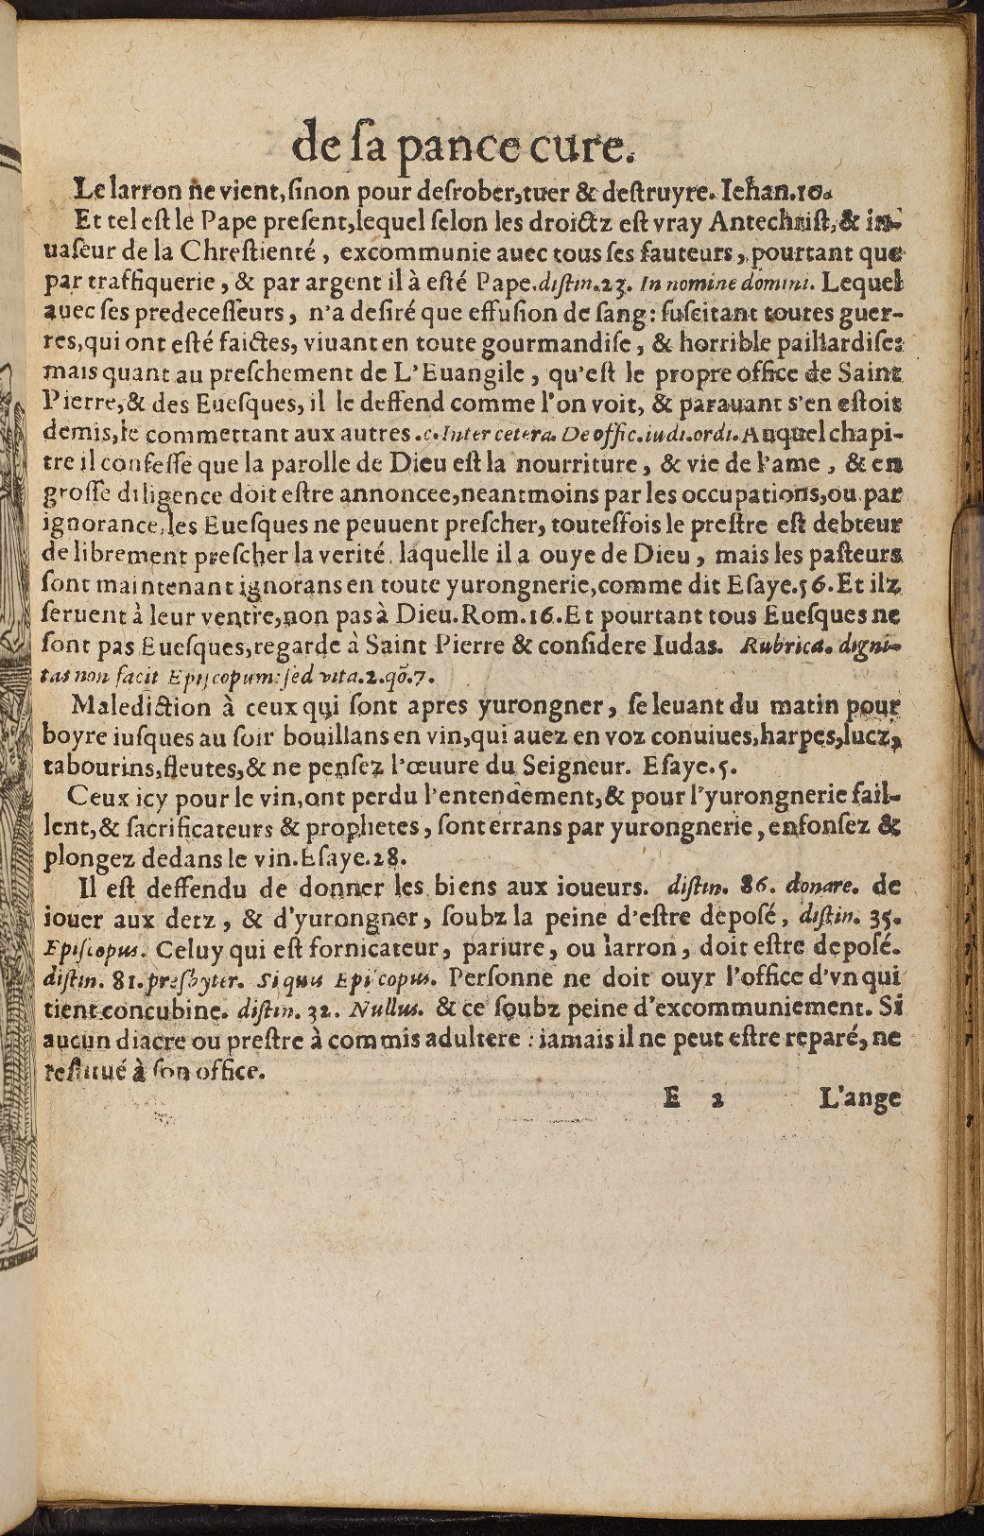 de ſa pance cure.
Le larron ne vient, ſinon pour deſrober, tuer & deſtruyre. Iehan.10.
Et tel eſt le Pape preſent, lequel ſelon les droictz eſt vray Antechriſt, & in-
uaſeur de la Chreſtienté, excommunie auec tous ſes fauteurs, pourtant que
par traffiquerie, & par argent il à eſté Pape. diſtin.23. In nomine domini. Lequel
auec ſes predeceſſeurs, n'a deſiré que effuſion de ſang: ſuſcitant toutes guer-
res, qui ont eſté faictes, viuant en toute gourmandiſe, & horrible paillardiſe:
mais quant au preſchement de L'Euangile, qu'eſt le propre office de Saint
Pierre, & des Eueſques, il le deffend comme l'on voit, & parauant s'en eſtoit
demis, le commettant aux autres. c. Inter cetera. De offic. iudi. ordi. Auquel chapi-
tre il confeſſe que la parolle de Dieu eſt la nourriture, & vie de l'ame, & en
groſſe diligence doit eſtre annoncee, neantmoins par les occupations, ou par
ignorance, les Eueſques ne peuuent preſcher, touteſfois le preſtre eſt debteur
de librement preſcher la verité laquelle il a ouye de Dieu, mais les paſteurs
ſont maintenant ignorans en toute yurongnerie, comme dit Eſaye.56. Et ilz
ſeruent à leur ventre, non pas à Dieu. Rom.16. Et pourtant tous Eueſques ne
ſont pas Eueſques, regarde à Saint Pierre & conſidere Iudas. Rubrica. digni-
tas non facit Epiſcopum: ſed vita.2.qõ.7.
Malediction à ceux qui ſont apres yurongner, ſe leuant du matin pour
boyre iuſques au ſoir bouillans en vin, qui auez en voz conuiues, harpes, lucz,
tabourins, fleutes, & ne penſez l'œuure du Seigneur. Eſaye.5.
Ceux icy pour le vin, ont perdu l'entendement, & pour l'yurongnerie fail-
lent, & ſacrificateurs & prophetes, ſont errans par yurongnerie, enfonſez &
plongez dedans le vin. Eſaye.28.
Il eſt deffendu de donner les biens aux ioueurs. diſtin. 86. donare. de
iouer aux detz, & d'yurongner, ſoubz la peine d'eſtre depoſé, diſtin. 35.
Epiſcopus. Celuy qui eſt fornicateur, pariure, ou larron, doit eſtre depoſé.
diſtin. 81. preſbyter. Si quis Epiſcopus. Perſonne ne doit ouyr l'office d'vn qui
tient concubine. diſtin. 32. Nullus. & ce ſoubz peine d'excommuniement. Si
aucun diacre ou preſtre à commis adultere : iamais il ne peut eſtre reparé, ne
reſtitué à ſon office.
E 2 L'ange